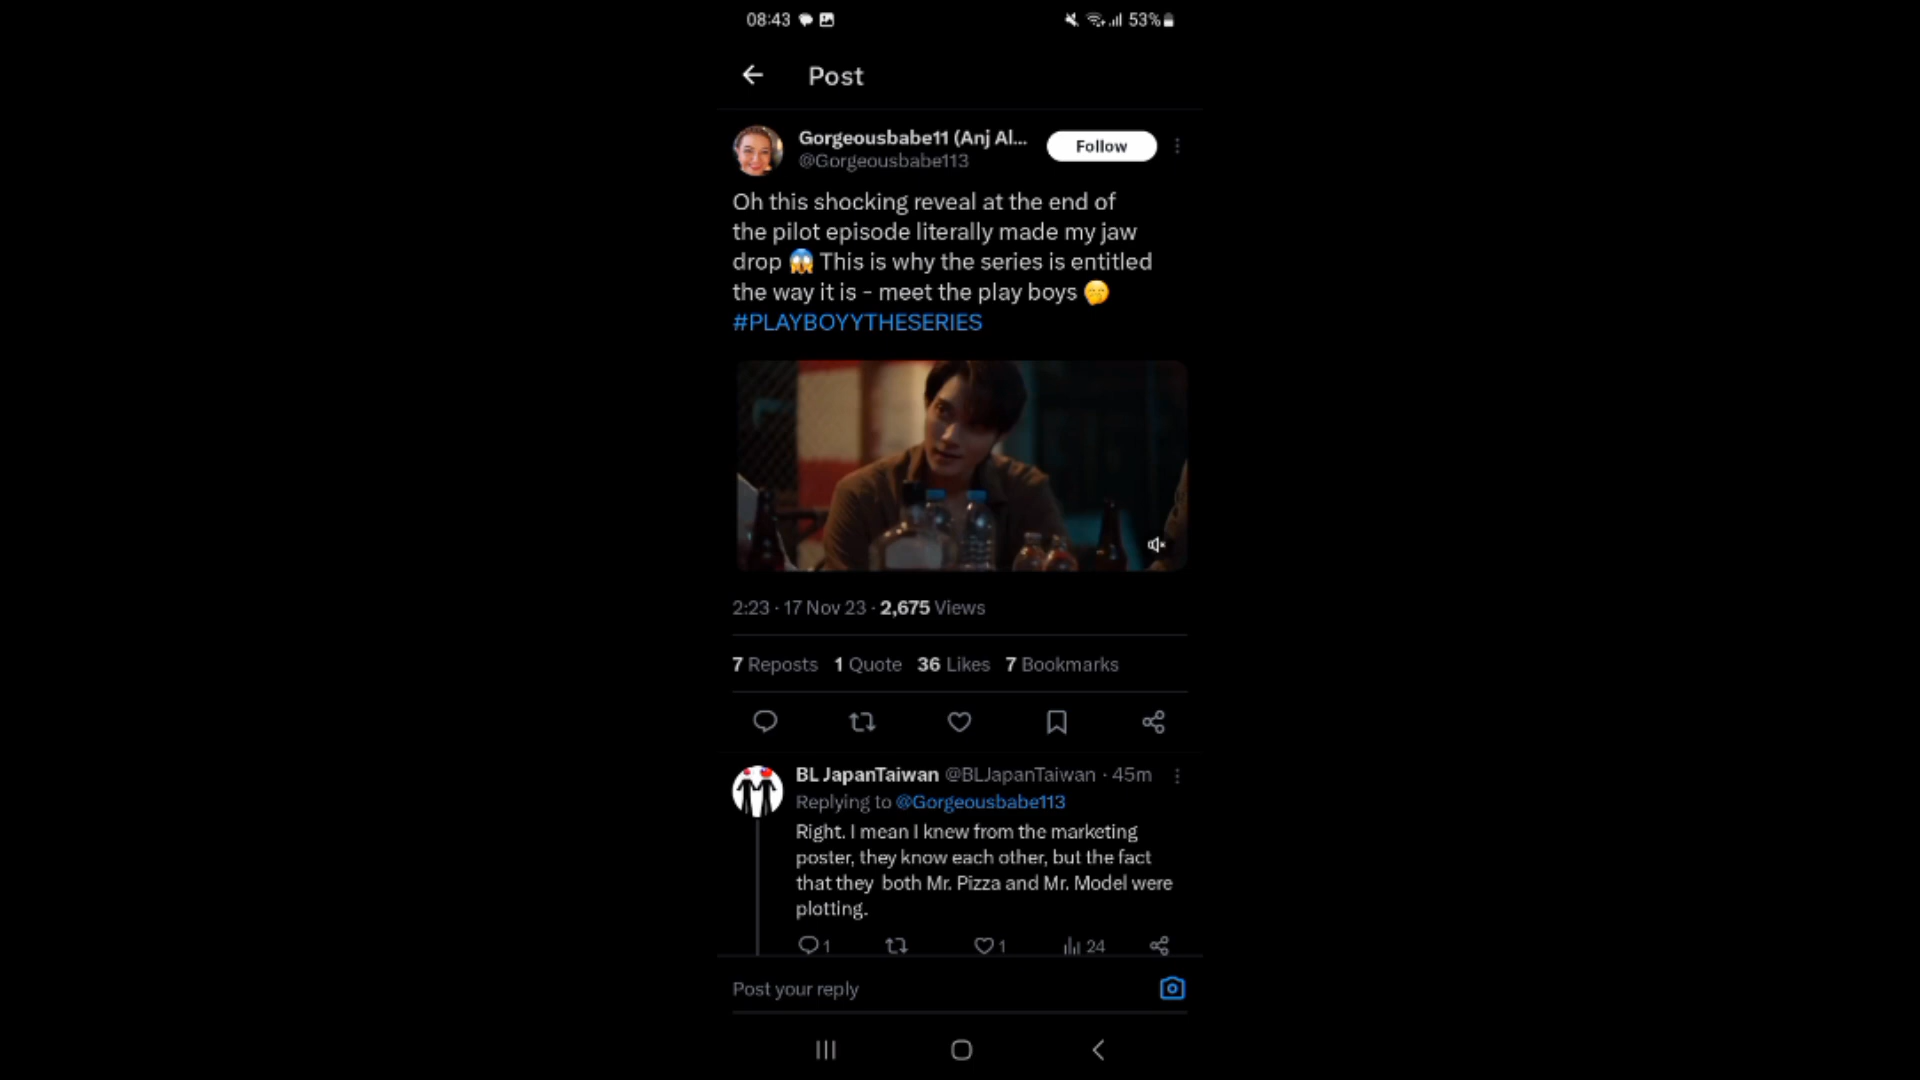 08:43 53%
Post
Gorgeousbabe11 (Anj Al... Follow
@Gorgeousbabe113
Oh this shocking reveal at the end of
the pilot episode literally made my jaw
drop 😱 This is why the series is entitled
the way it is - meet the play boys 🤭
#PLAYBOYYTHESERIES
2:23 · 17 Nov 23 · 2,675 Views
7 Reposts 1 Quote 36 Likes 7 Bookmarks
BL JapanTaiwan @BLJapanTaiwan · 45m
Replying to @Gorgeousbabe113
Right. I mean I knew from the marketing
poster, they know each other, but the fact
that they both Mr. Pizza and Mr. Model were
plotting.
1 1 24
Post your reply